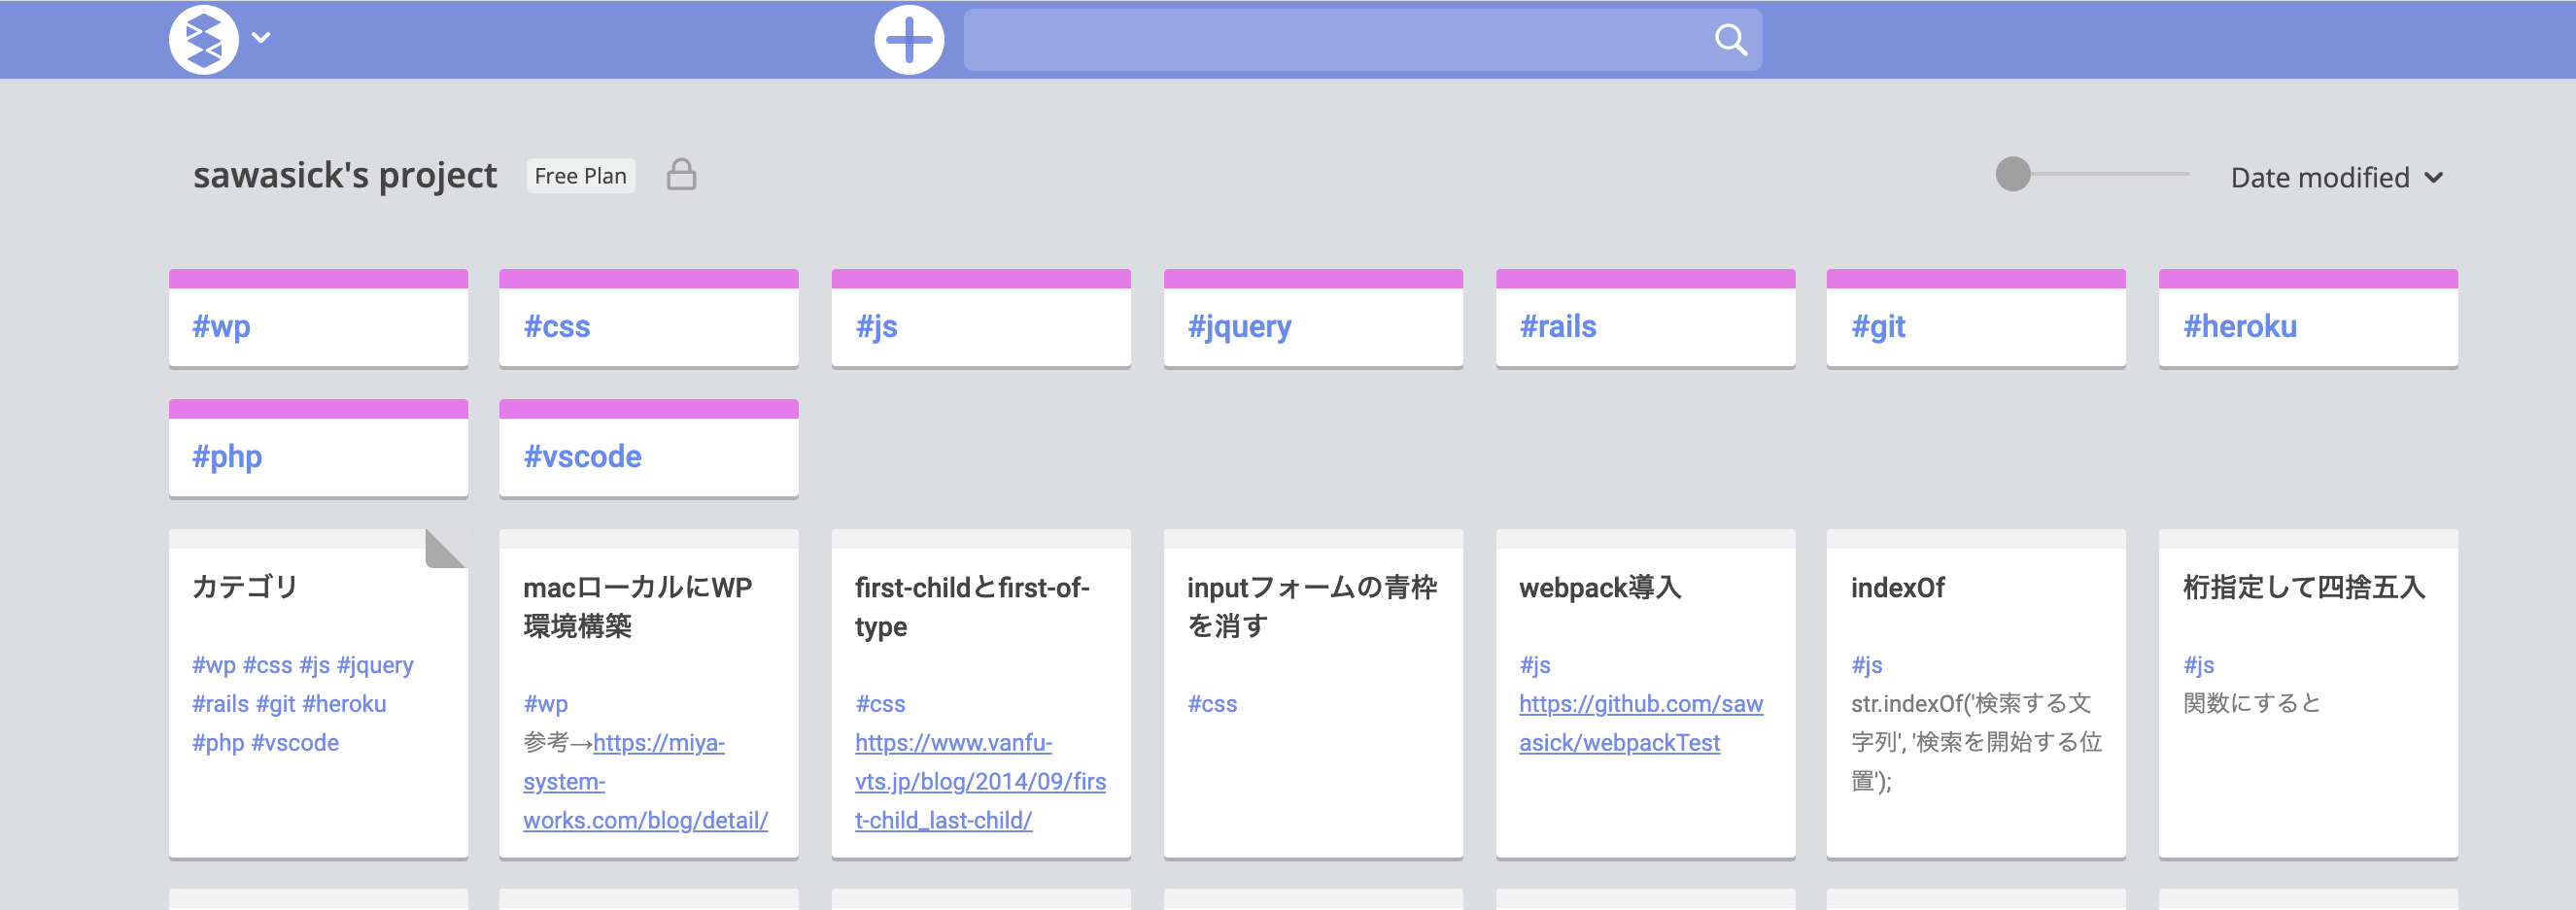 sawasick's project
Free Plan
Date modified
#wp
#css
#js
#jquery
#rails
#git
#heroku
#php
#vscode
カテゴリ
#wp #css #js #jquery
#rails #git #heroku
#php #vscode
macローカルにWP
環境構築
#wp
参考→https://miya-
system-
works.com/blog/detail/
first-childとfirst-of-
type
#css
https://www.vanfu-
vts.jp/blog/2014/09/firs
t-child_last-child/
inputフォームの青枠
を消す
#css
webpack導入
#js
https://github.com/saw
asick/webpackTest
indexOf
#js
str.indexOf('検索する文
字列', '検索を開始する位
置');
桁指定して四捨五入
#js
関数にすると